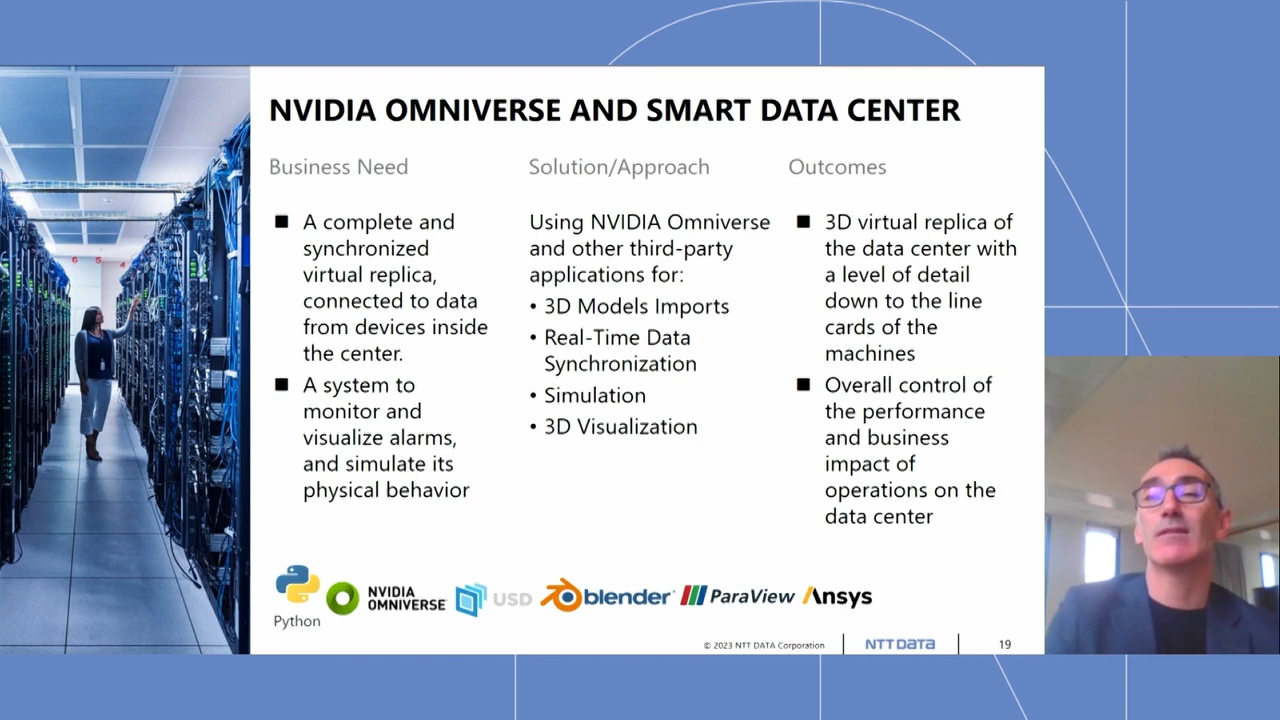 NVIDIA OMNIVERSE AND SMART DATA CENTER
Business Need
■ A complete and
synchronized
virtual replica,
connected to data
from devices inside
the center.
■ A system to
monitor and
visualize alarms,
and simulate its
physical behavior
Solution/Approach
Using NVIDIA Omniverse
and other third-party
applications for:
• 3D Models Imports
• Real-Time Data
Synchronization
• Simulation
• 3D Visualization
Outcomes
■ 3D virtual replica of
the data center with
a level of detail
down to the line
cards of the
machines
■ Overall control of
the performance
and business
impact of
operations on the
data center
Python
NVIDIA
OMNIVERSE
USD
blender
ParaView
Ansys
© 2023 NTT DATA Corporation
NTT DATA
19